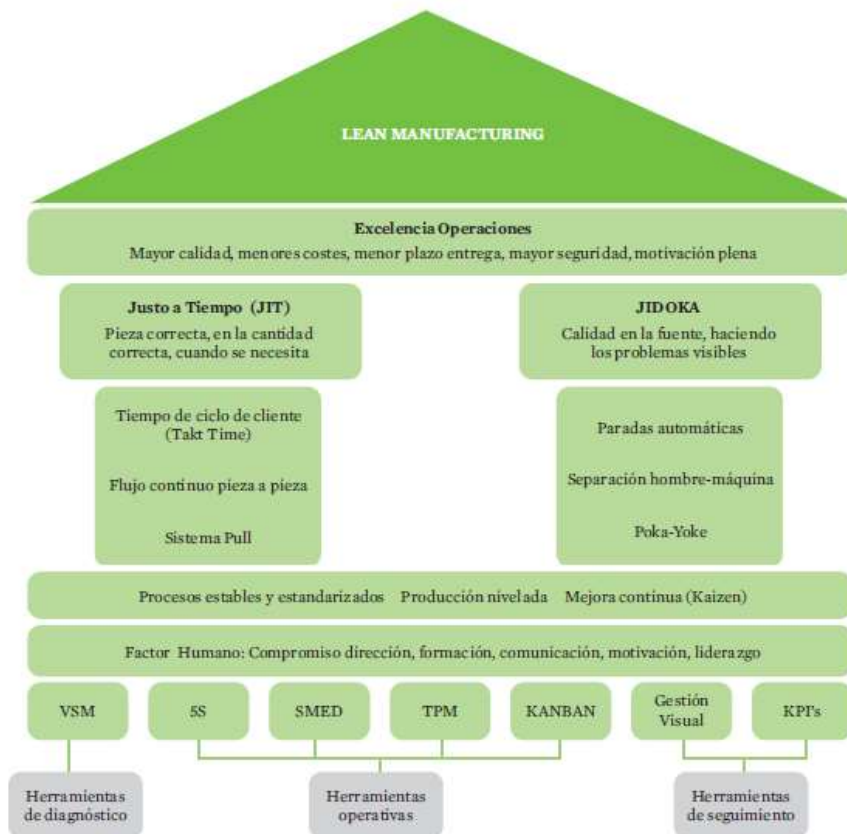 LEAN MANUFACTURING
Excelencia Operaciones
Mayor calidad, menores costes, menor plazo entrega, mayor seguridad, motivación plena
Justo a Tiempo (JIT)
Pieza correcta, en la cantidad
correcta, cuando se necesita
JIDOKA
Calidad en la fuente, haciendo
los problemas visibles
Tiempo de ciclo de cliente
(Takt Time)
Flujo continuo pieza a pieza
Sistema Pull
Paradas automáticas
Separación hombre-máquina
Poka-Yoke
Procesos estables y estandarizados Producción nivelada Mejora continua (Kaizen)
Factor Humano: Compromiso dirección, formación, comunicación, motivación, liderazgo
VSM
5S
SMED
TPM
KANBAN
Gestión
Visual
KPI's
Herramientas
de diagnóstico
Herramientas
operativas
Herramientas
de seguimiento